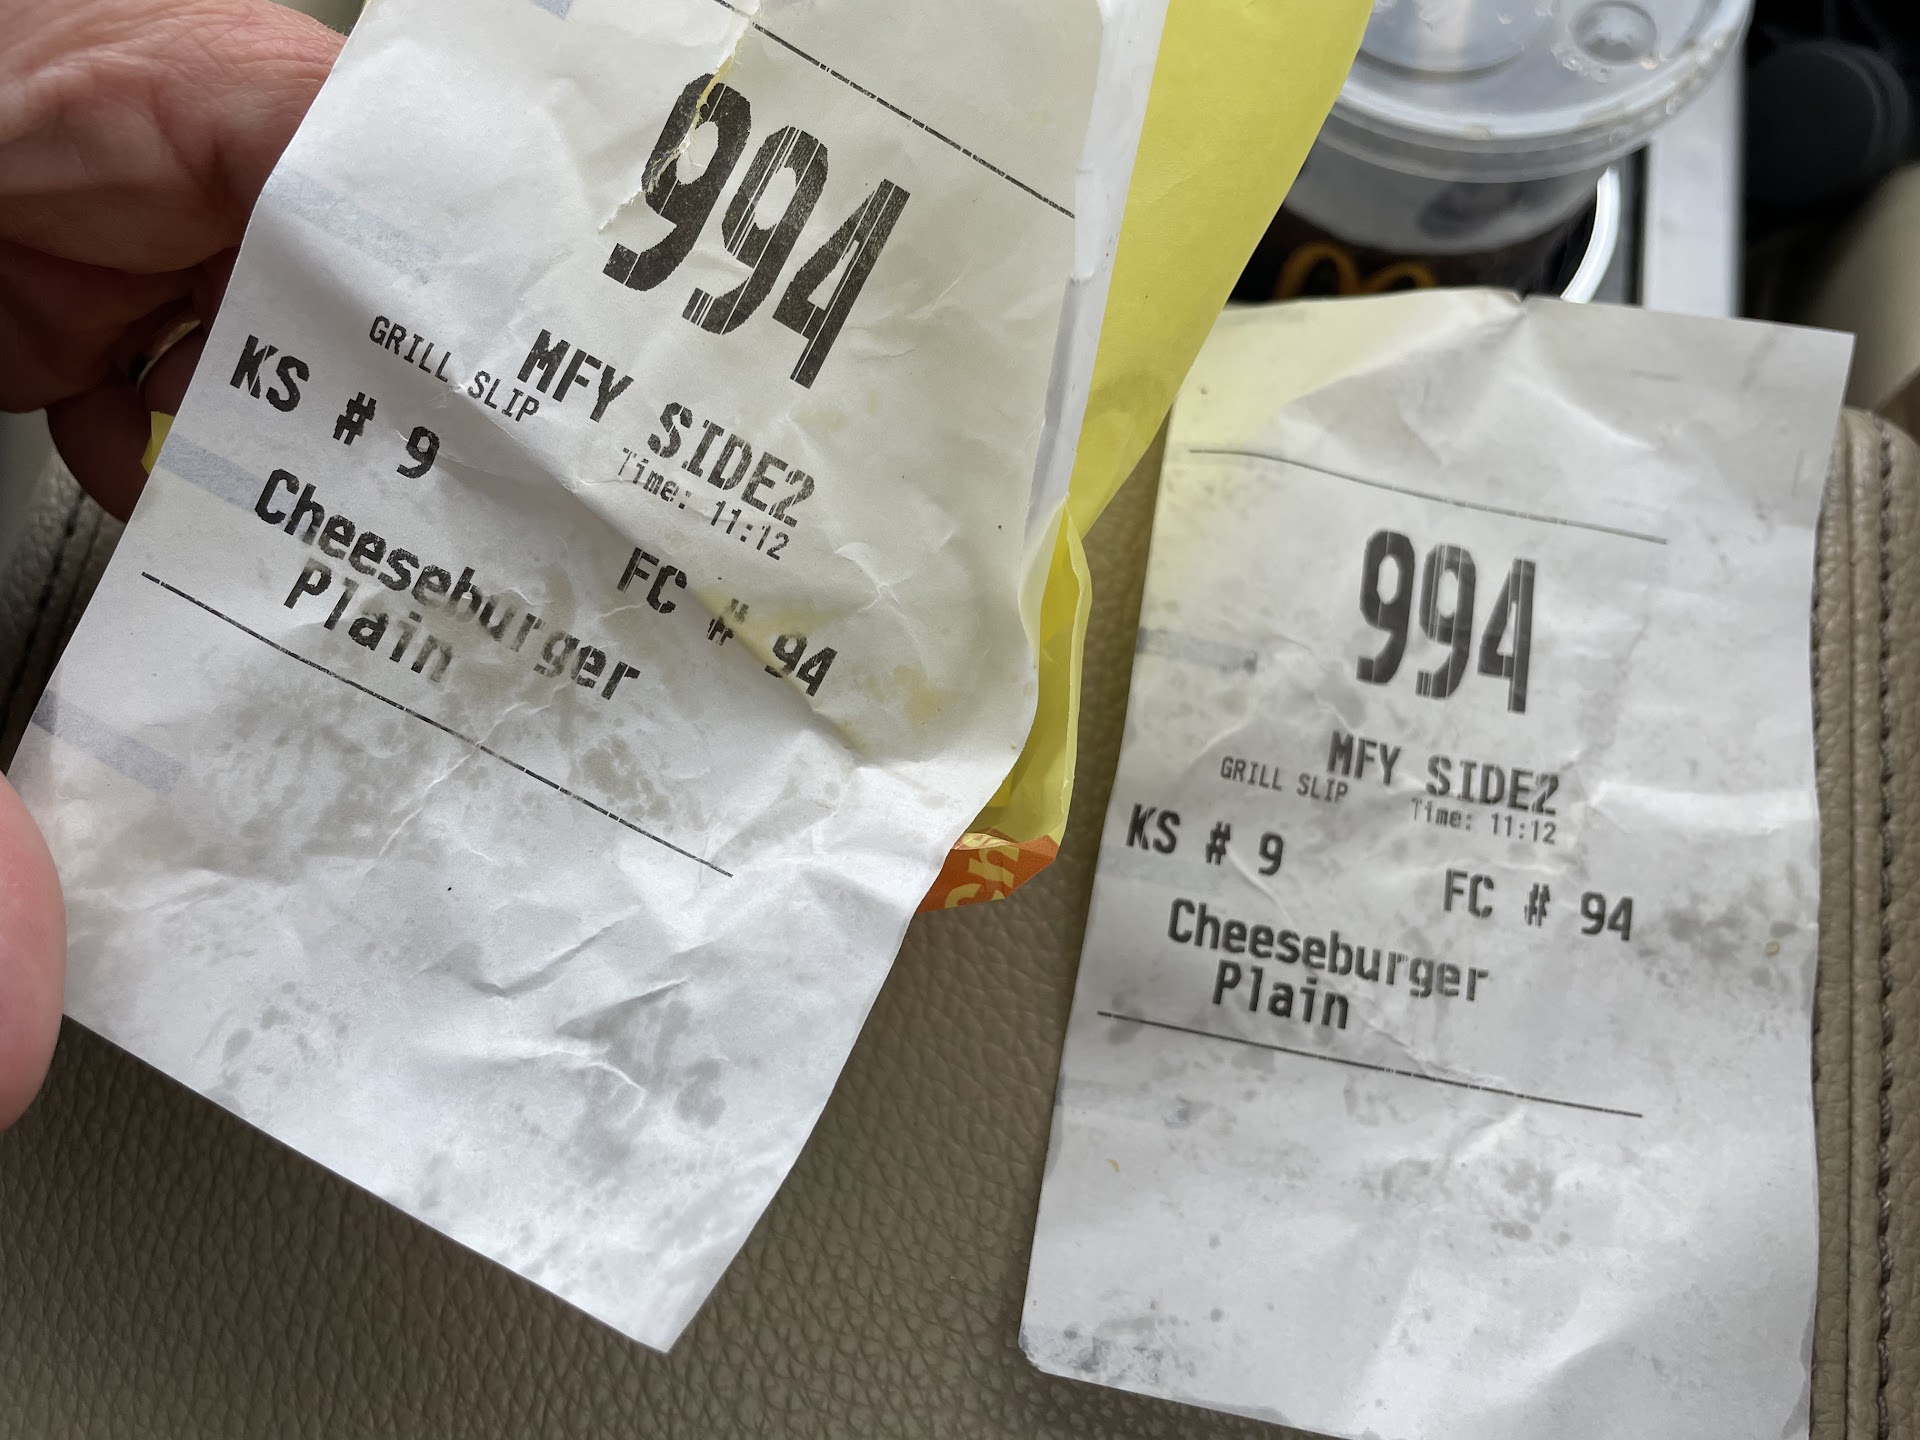 994
MFY SIDE2
GRILL SLIP
Time: 11:12
KS # 9
FC # 94
Cheeseburger
Plain
994
MFY SIDE2
GRILL SLIP
Time: 11:12
KS # 9
FC # 94
Cheeseburger
Plain
Ch